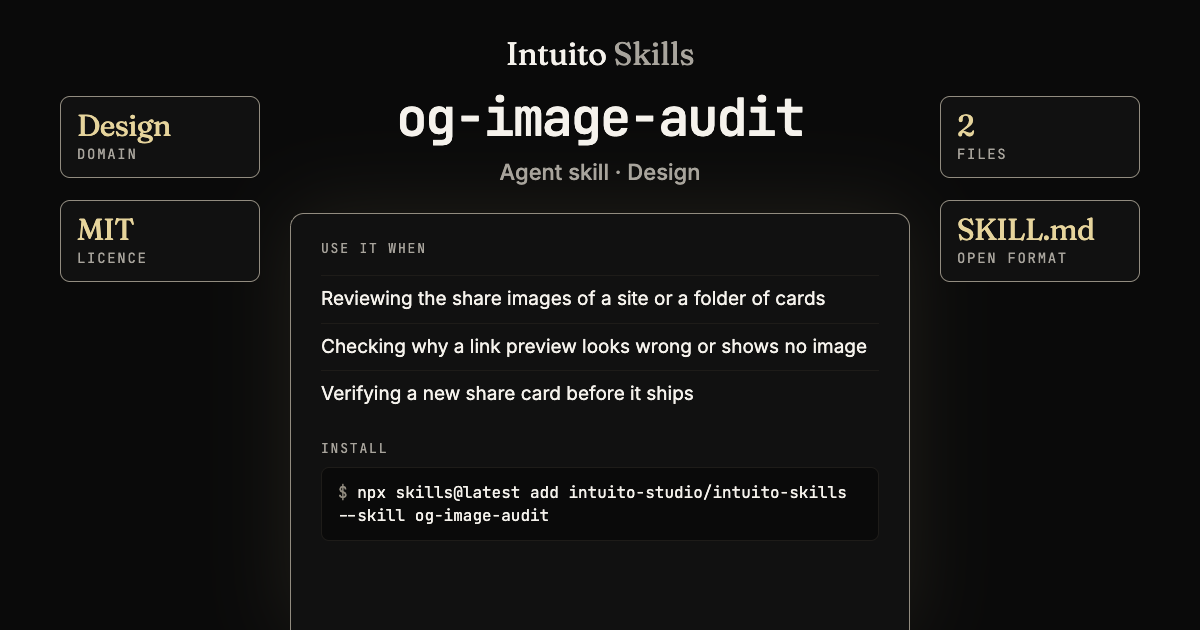 Intuito Skills
og-image-audit
Agent skill · Design
Design
DOMAIN
MIT
LICENCE
2
FILES
SKILL.md
OPEN FORMAT
USE IT WHEN
Reviewing the share images of a site or a folder of cards
Checking why a link preview looks wrong or shows no image
Verifying a new share card before it ships
INSTALL
$ npx skills@latest add intuito-studio/intuito-skills
--skill og-image-audit